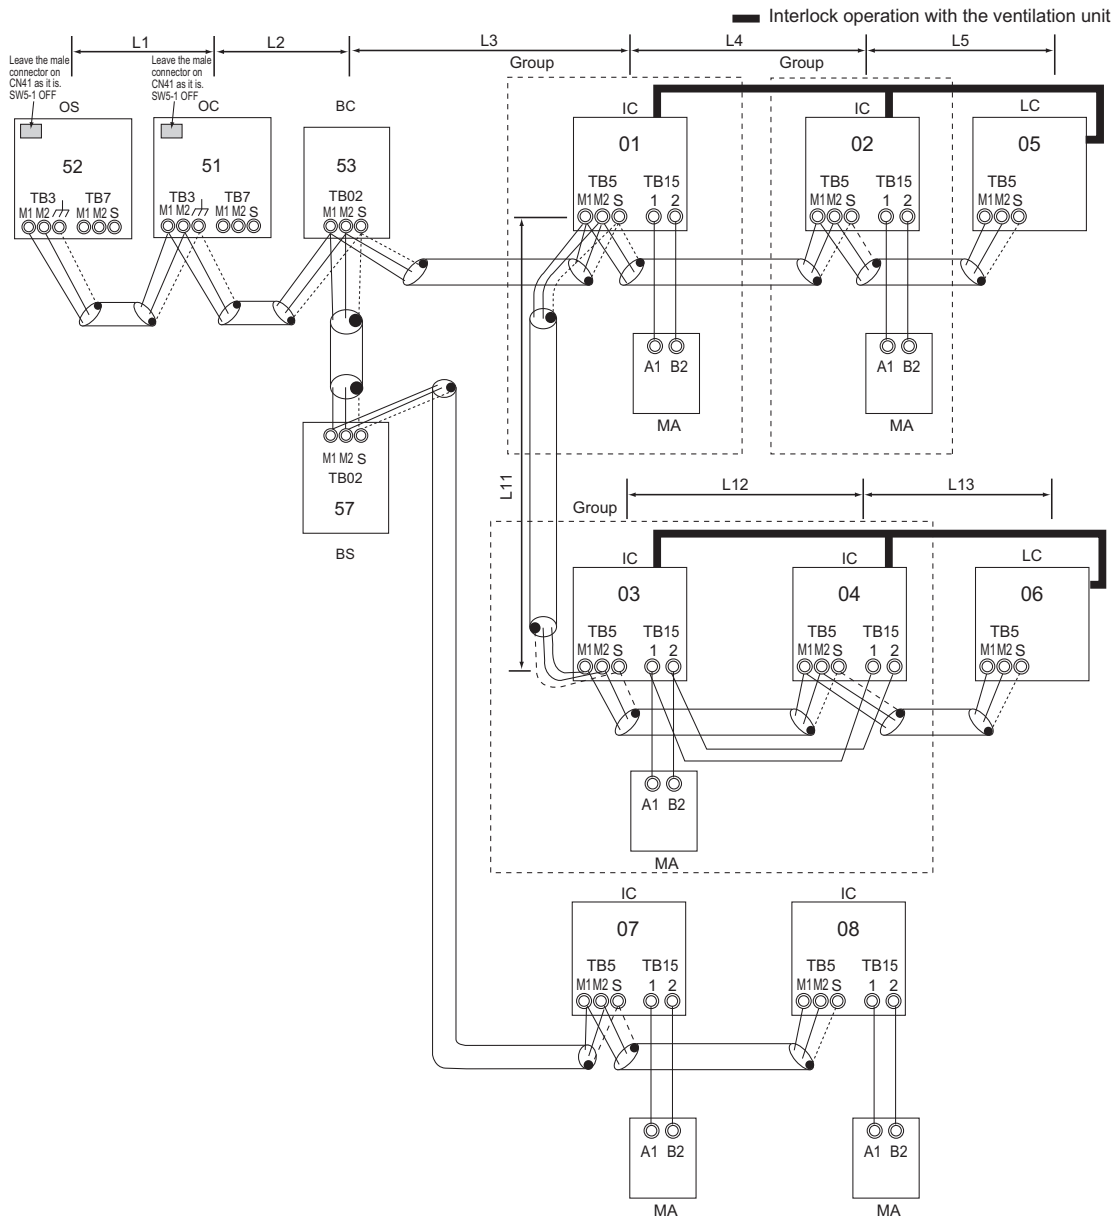 Interlock operation with the ventilation unit
L1
L2
L3
L4
L5
Leave the male
connector on
CN41 as it is.
SW5-1 OFF
Leave the male
connector on
CN41 as it is.
SW5-1 OFF
Group
Group
OS
OC
BC
IC
IC
LC
52
51
53
01
02
05
TB3
TB7
TB3
TB7
TB02
TB5
TB15
TB5
TB15
TB5
M1 M2
M1 M2 S
M1 M2
M1 M2 S
M1 M2 S
M1 M2 S
1 2
M1 M2 S
1 2
M1 M2 S
A1 B2
A1 B2
MA
MA
M1 M2 S
TB02
57
BS
L11
L12
L13
Group
IC
IC
LC
03
04
06
TB5
TB15
TB5
TB15
TB5
M1 M2 S
1 2
M1 M2 S
1 2
M1 M2 S
A1 B2
MA
IC
IC
07
08
TB5
TB15
TB5
TB15
M1 M2 S
1 2
M1 M2 S
1 2
A1 B2
A1 B2
MA
MA